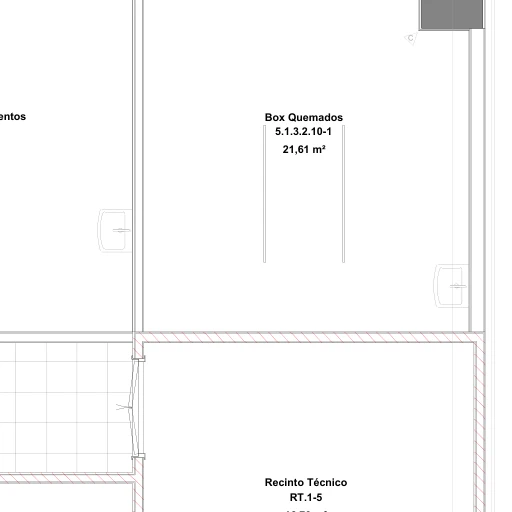 entos
Box Quemados
5.1.3.2.10-1
21,61 m²
C
Recinto Técnico
RT.1-5